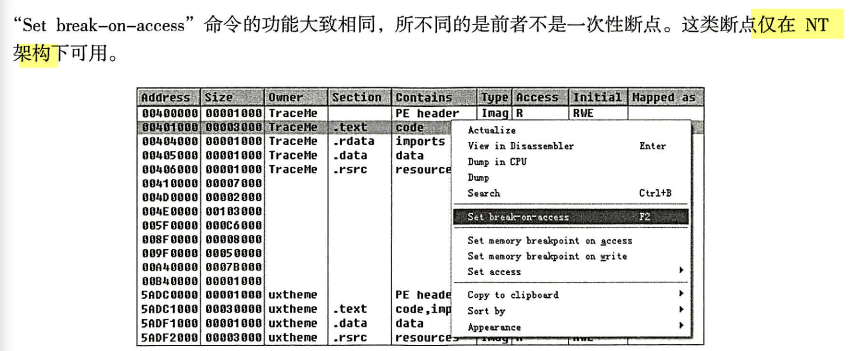 “Set break-on-access”命令的功能大致相同，所不同的是前者不是一次性断点。这类断点仅在 NT
架构下可用。
Address Size Owner Section Contains Type Access Initial Mapped as
00400000 00001000 TraceMe PE header Imag R RWE
00401000 00003000 TraceMe .text code
00404000 00001000 TraceMe .rdata imports
00405000 00001000 TraceMe .data data
00406000 00001000 TraceMe .rsrc resource
00410000 00007000
004D0000 00002000
004E0000 00103000
005F0000 000C6000
008F0000 00008000
009F0000 00050000
00A40000 0007B000
00B40000 00001000
5ADC0000 00001000 uxtheme PE heade
5ADC1000 00030000 uxtheme .text code,imp
5ADF1000 00001000 uxtheme .data data
5ADF2000 00003000 uxtheme .rsrc resources Imag R RWE
Actualize
View in Disassembler Enter
Dump in CPU
Dump
Search Ctrl+B
Set break-on-access F2
Set memory breakpoint on access
Set memory breakpoint on write
Set access
Copy to clipboard
Sort by
Appearance